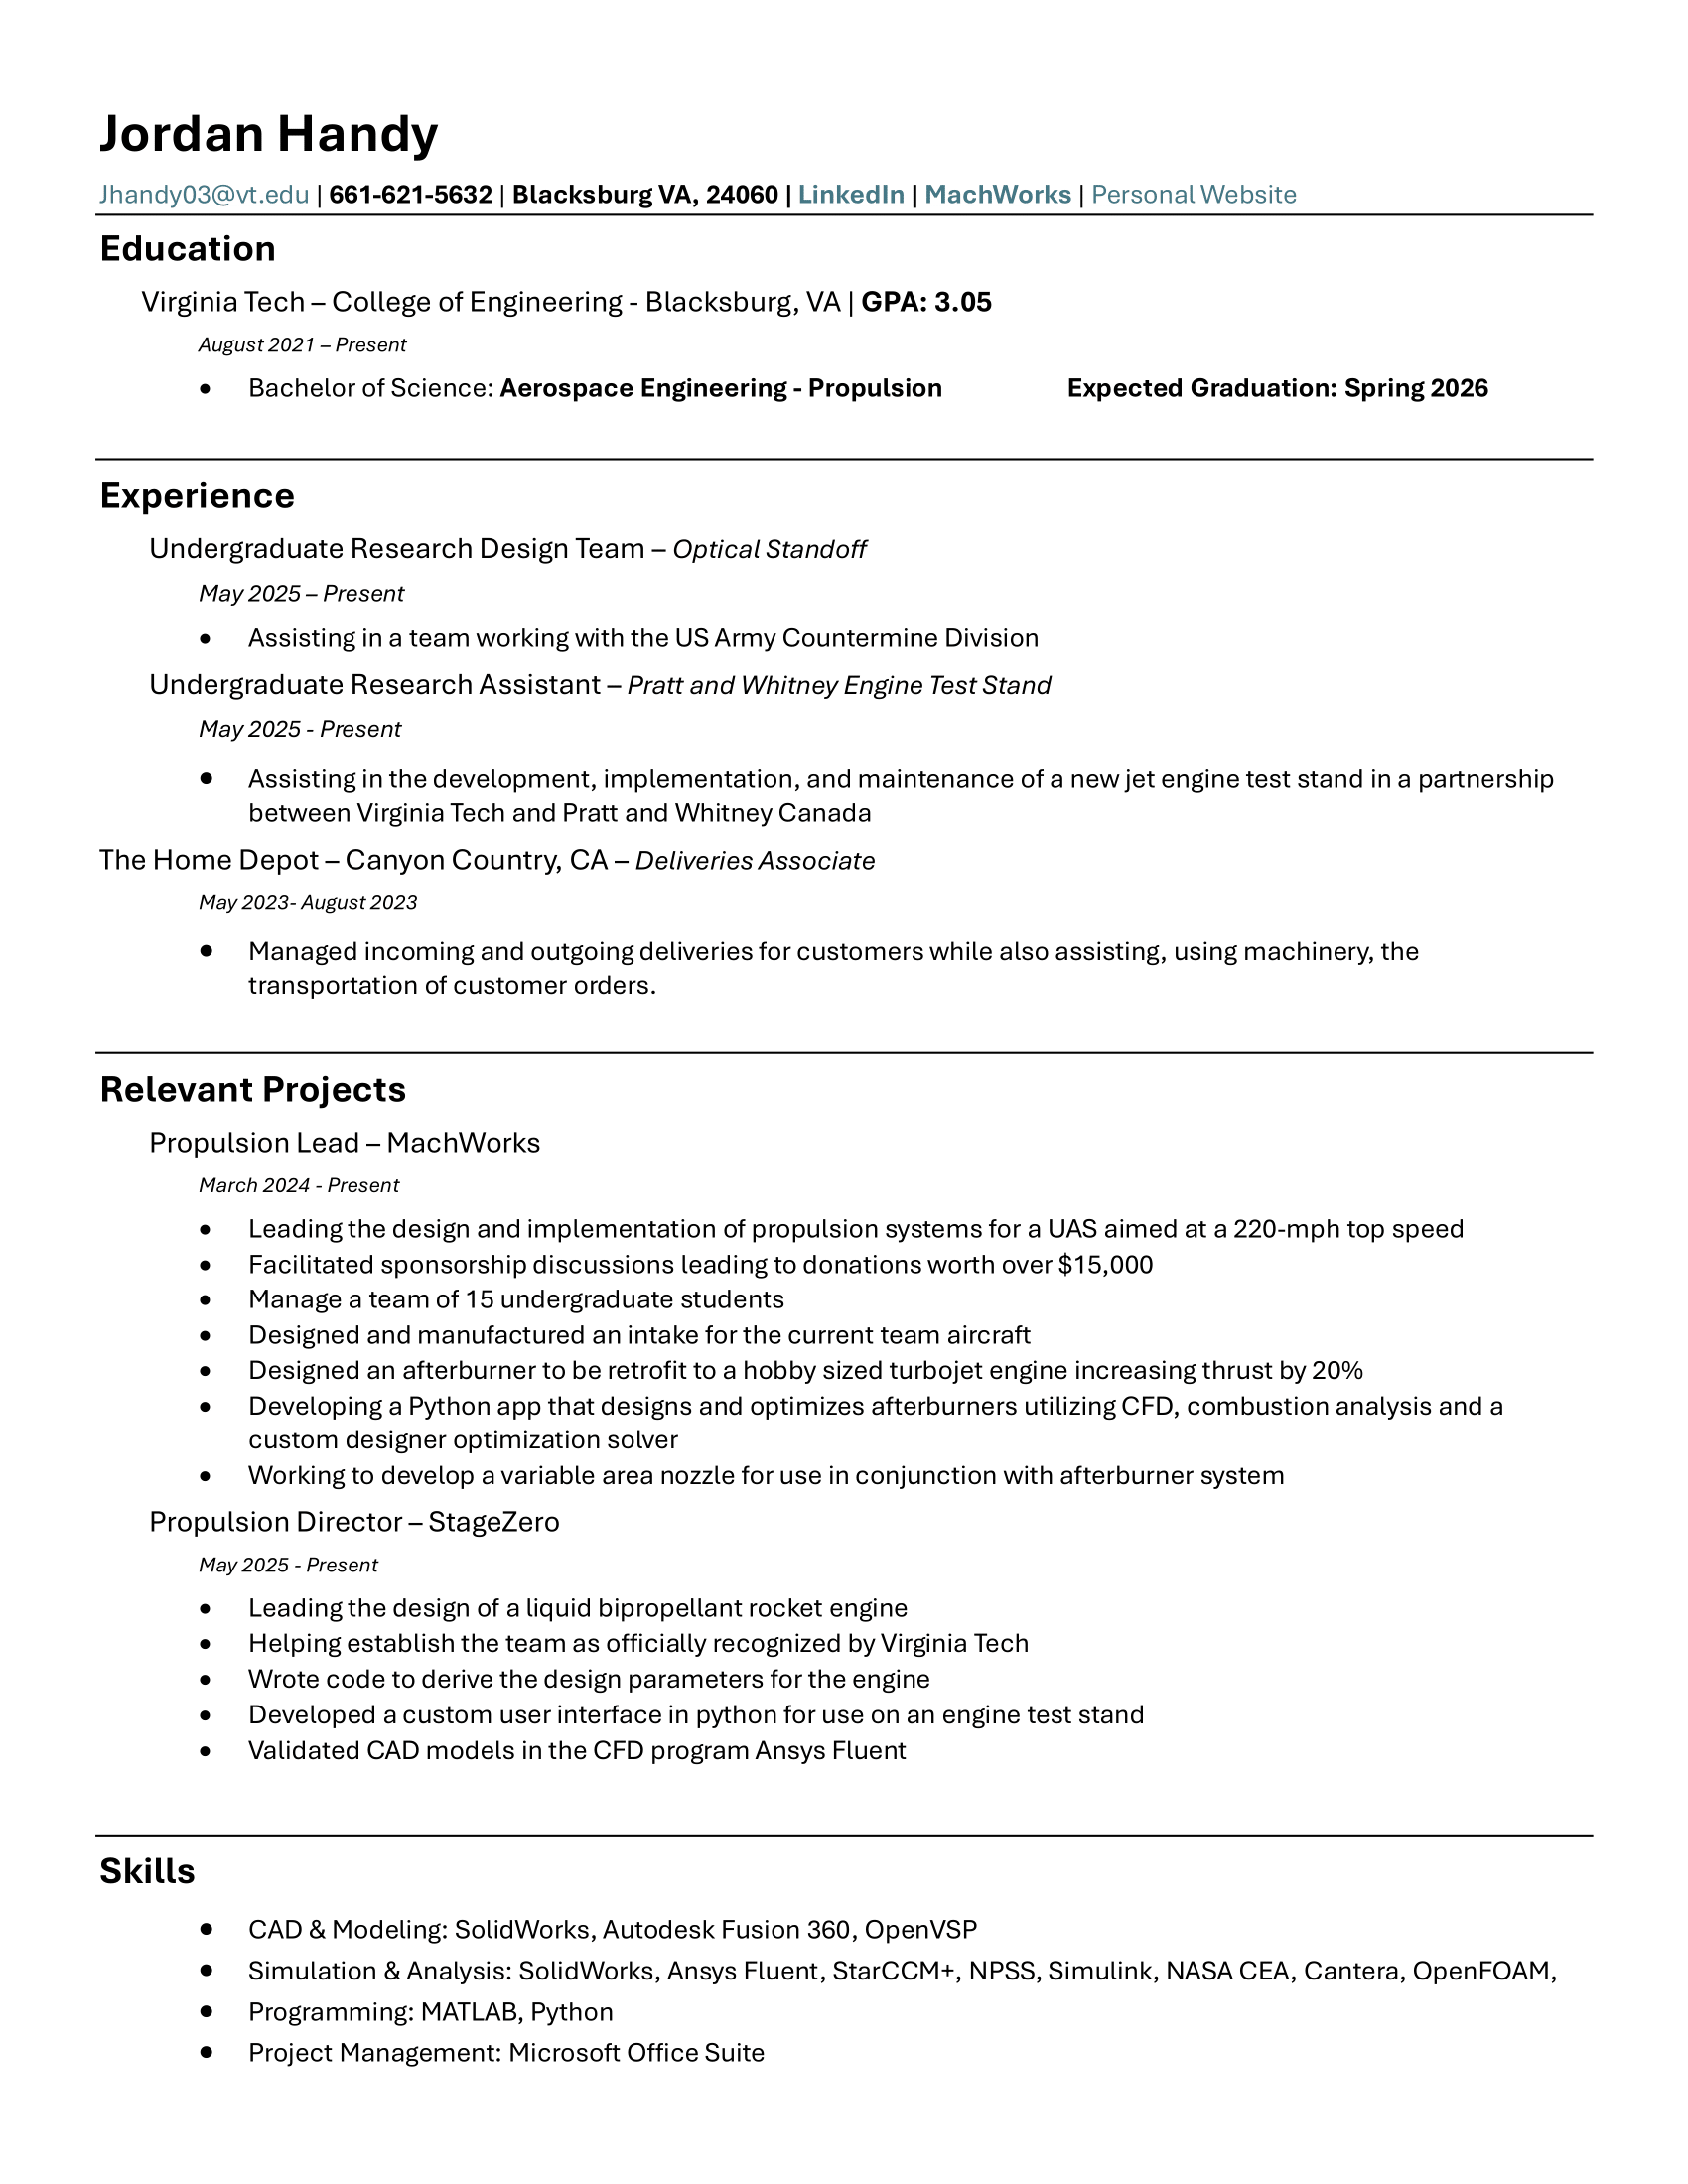 Jordan Handy
Jhandy03@vt.edu | 661-621-5632 | Blacksburg VA, 24060 | LinkedIn | MachWorks | Personal Website
Education
Virginia Tech – College of Engineering - Blacksburg, VA | GPA: 3.05
August 2021 – Present
• Bachelor of Science: Aerospace Engineering - Propulsion Expected Graduation: Spring 2026
Experience
Undergraduate Research Design Team – Optical Standoff
May 2025 – Present
• Assisting in a team working with the US Army Countermine Division
Undergraduate Research Assistant – Pratt and Whitney Engine Test Stand
May 2025 - Present
• Assisting in the development, implementation, and maintenance of a new jet engine test stand in a partnership
between Virginia Tech and Pratt and Whitney Canada
The Home Depot – Canyon Country, CA – Deliveries Associate
May 2023- August 2023
• Managed incoming and outgoing deliveries for customers while also assisting, using machinery, the
transportation of customer orders.
Relevant Projects
Propulsion Lead – MachWorks
March 2024 - Present
• Leading the design and implementation of propulsion systems for a UAS aimed at a 220-mph top speed
• Facilitated sponsorship discussions leading to donations worth over $15,000
• Manage a team of 15 undergraduate students
• Designed and manufactured an intake for the current team aircraft
• Designed an afterburner to be retrofit to a hobby sized turbojet engine increasing thrust by 20%
• Developing a Python app that designs and optimizes afterburners utilizing CFD, combustion analysis and a
custom designer optimization solver
• Working to develop a variable area nozzle for use in conjunction with afterburner system
Propulsion Director – StageZero
May 2025 - Present
• Leading the design of a liquid bipropellant rocket engine
• Helping establish the team as officially recognized by Virginia Tech
• Wrote code to derive the design parameters for the engine
• Developed a custom user interface in python for use on an engine test stand
• Validated CAD models in the CFD program Ansys Fluent
Skills
• CAD & Modeling: SolidWorks, Autodesk Fusion 360, OpenVSP
• Simulation & Analysis: SolidWorks, Ansys Fluent, StarCCM+, NPSS, Simulink, NASA CEA, Cantera, OpenFOAM,
• Programming: MATLAB, Python
• Project Management: Microsoft Office Suite